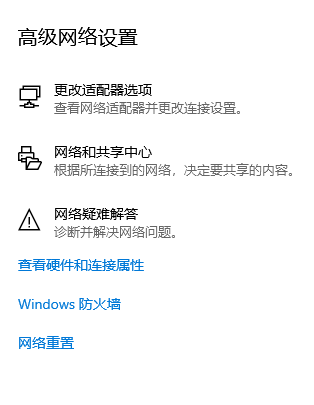 高级网络设置
更改适配器选项
查看网络适配器并更改连接设置。
网络和共享中心
根据所连接到的网络，决定要共享的内容。
网络疑难解答
诊断并解决网络问题。
查看硬件和连接属性
Windows 防火墙
网络重置